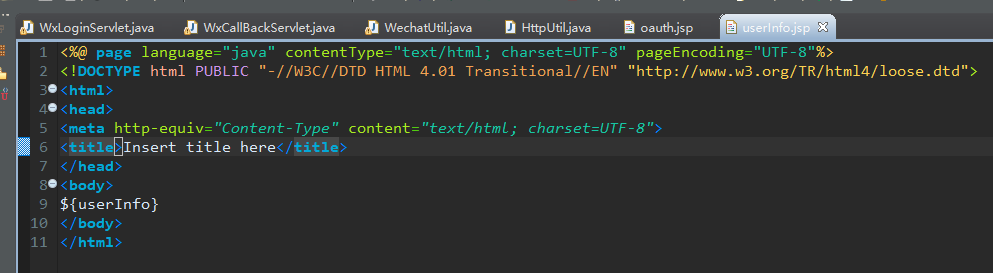 WxLoginServlet.java WxCallBackServlet.java WechatUtil.java HttpUtil.java oauth.jsp userInfo.jsp
1 <%@ page language="java" contentType="text/html; charset=UTF-8" pageEncoding="UTF-8"%>
2 <!DOCTYPE html PUBLIC "-//W3C//DTD HTML 4.01 Transitional//EN" "http://www.w3.org/TR/html4/loose.dtd">
3 <html>
4 <head>
5 <meta http-equiv="Content-Type" content="text/html; charset=UTF-8">
6 <title>Insert title here</title>
7 </head>
8 <body>
9 ${userInfo}
10 </body>
11 </html>